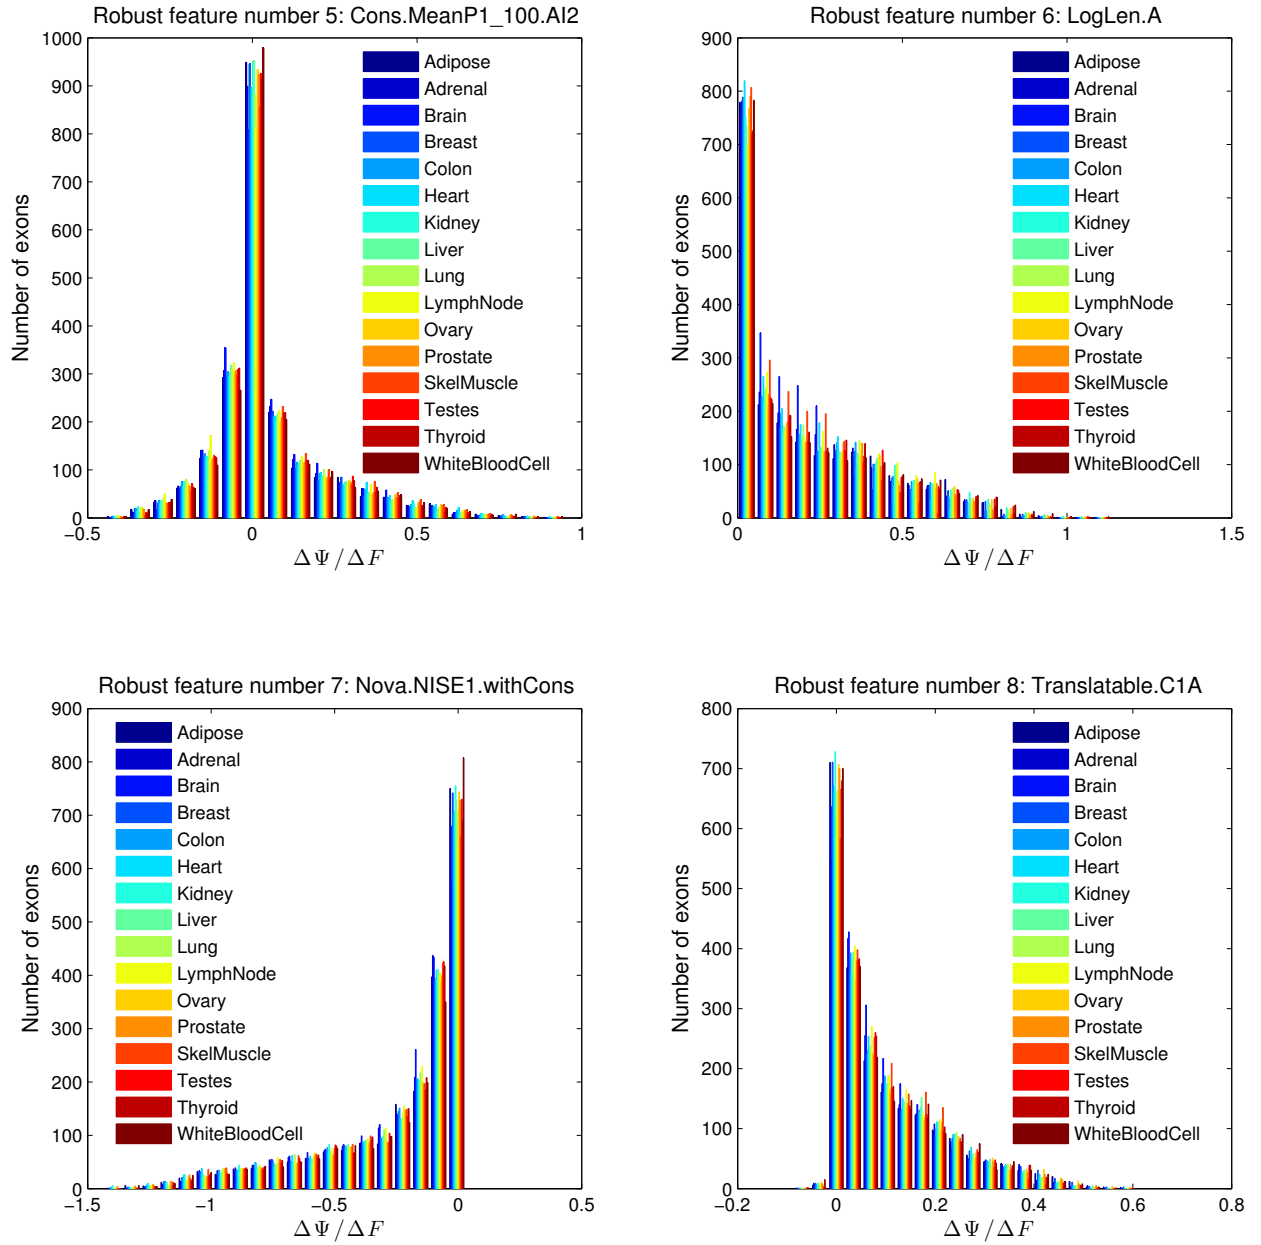 Robust feature number 5: Cons.MeanP1_100.AI2
1000
900
800
700
600
500
400
300
200
100
0
Number of exons
Adipose
Adrenal
Brain
Breast
Colon
Heart
Kidney
Liver
Lung
LymphNode
Ovary
Prostate
SkelMuscle
Testes
Thyroid
WhiteBloodCell
−0.5 0 0.5 1
ΔΨ/ΔF
Robust feature number 6: LogLen.A
900
800
700
600
500
400
300
200
100
0
Number of exons
Adipose
Adrenal
Brain
Breast
Colon
Heart
Kidney
Liver
Lung
LymphNode
Ovary
Prostate
SkelMuscle
Testes
Thyroid
WhiteBloodCell
0 0.5 1 1.5
ΔΨ/ΔF
Robust feature number 7: Nova.NISE1.withCons
900
800
700
600
500
400
300
200
100
0
Number of exons
Adipose
Adrenal
Brain
Breast
Colon
Heart
Kidney
Liver
Lung
LymphNode
Ovary
Prostate
SkelMuscle
Testes
Thyroid
WhiteBloodCell
−1.5 −1 −0.5 0 0.5
ΔΨ/ΔF
Robust feature number 8: Translatable.C1A
800
700
600
500
400
300
200
100
0
Number of exons
Adipose
Adrenal
Brain
Breast
Colon
Heart
Kidney
Liver
Lung
LymphNode
Ovary
Prostate
SkelMuscle
Testes
Thyroid
WhiteBloodCell
−0.2 0 0.2 0.4 0.6 0.8
ΔΨ/ΔF